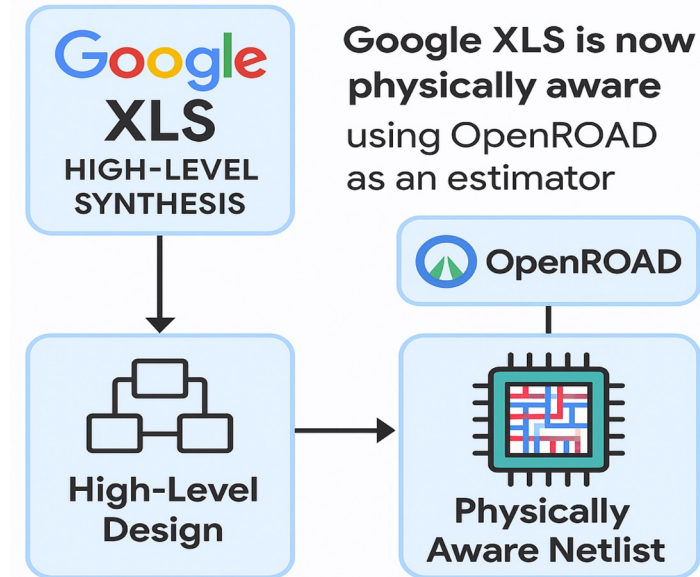 Google
XLS
HIGH-LEVEL
SYNTHESIS
Google XLS is now
physically aware
using OpenROAD
as an estimator
OpenROAD
High-Level
Design
Physically
Aware Netlist